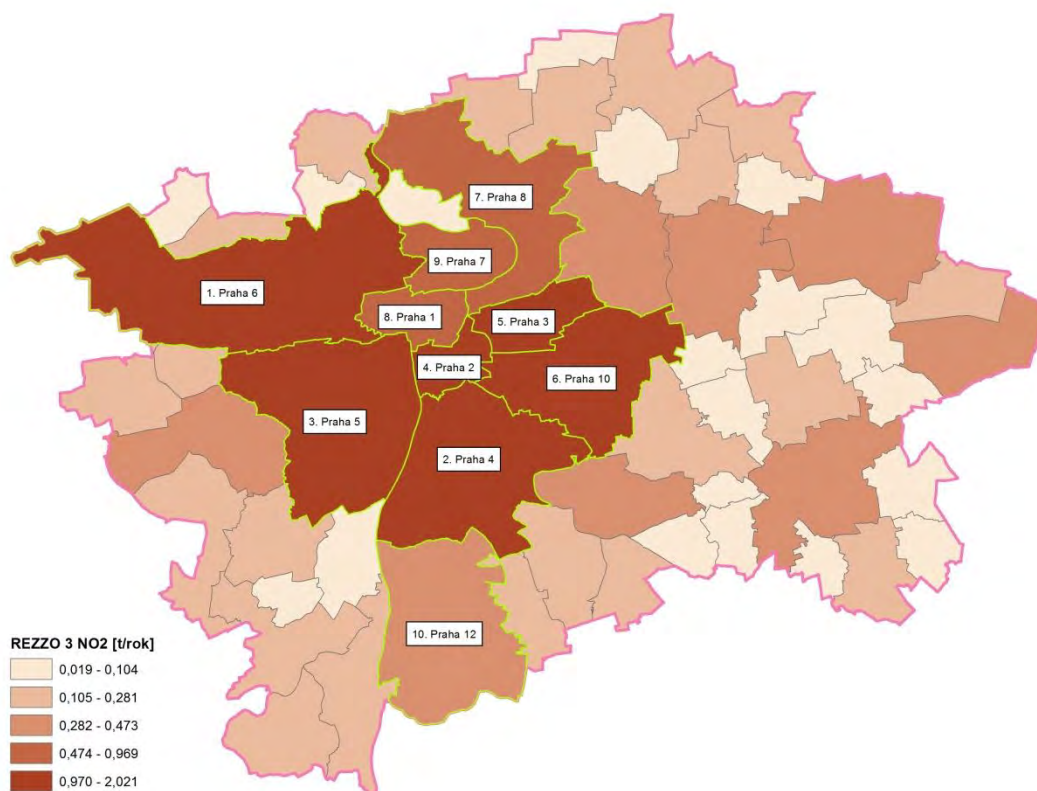 7. Praha 8
9. Praha 7
1. Praha 6
8. Praha 1
5. Praha 3
4. Praha 2
6. Praha 10
3. Praha 5
2. Praha 4
10. Praha 12
REZZO 3 NO2 [t/rok]
0,019 - 0,104
0,105 - 0,281
0,282 - 0,473
0,474 - 0,969
0,970 - 2,021